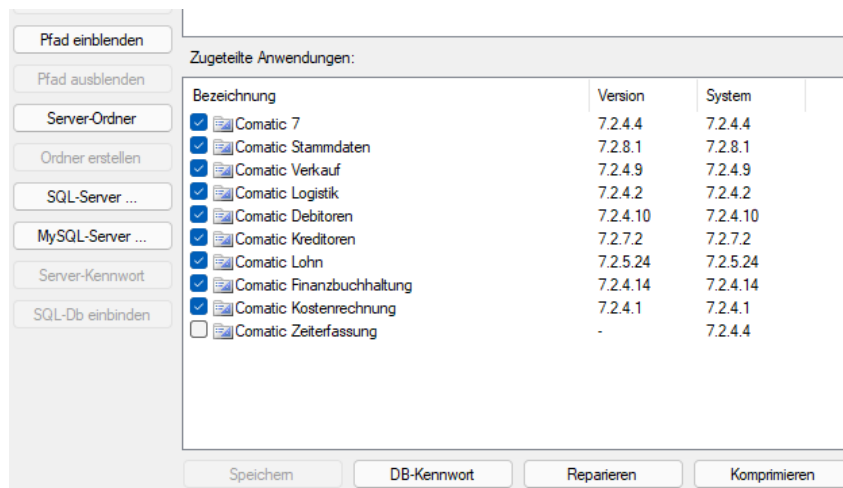 Pfad einblenden
Pfad ausblenden
Server-Ordner
Ordner erstellen
SQL-Server ...
MySQL-Server ...
Server-Kennwort
SQL-Db einbinden
Zugeteilte Anwendungen:
Bezeichnung Version System
Comatic 7 7.2.4.4 7.2.4.4
Comatic Stammdaten 7.2.8.1 7.2.8.1
Comatic Verkauf 7.2.4.9 7.2.4.9
Comatic Logistik 7.2.4.2 7.2.4.2
Comatic Debitoren 7.2.4.10 7.2.4.10
Comatic Kreditoren 7.2.7.2 7.2.7.2
Comatic Lohn 7.2.5.24 7.2.5.24
Comatic Finanzbuchhaltung 7.2.4.14 7.2.4.14
Comatic Kostenrechnung 7.2.4.1 7.2.4.1
Comatic Zeiterfassung - 7.2.4.4
Speichern DB-Kennwort Reparieren Komprimieren